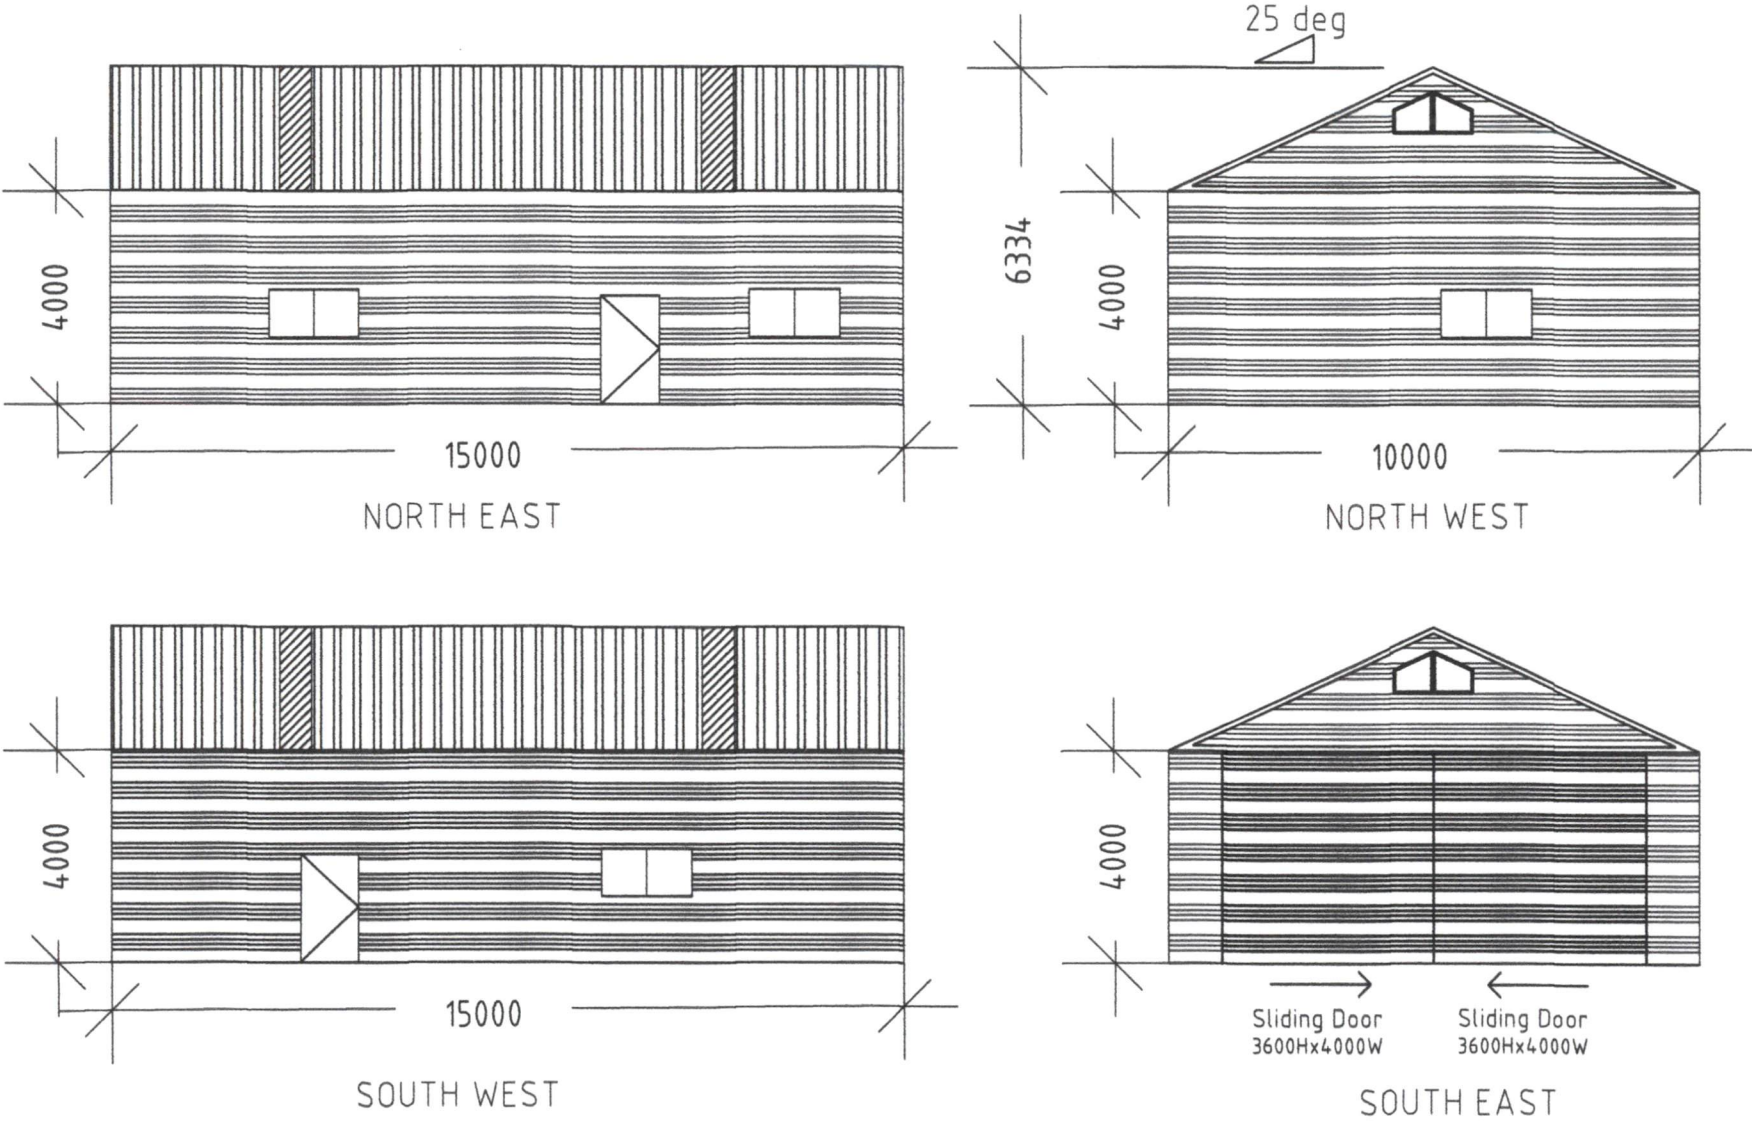 25 deg
4000
6334
4000
15000
10000
NORTH EAST
NORTH WEST
4000
4000
15000
Sliding Door
3600Hx4000W
Sliding Door
3600Hx4000W
SOUTH WEST
SOUTH EAST